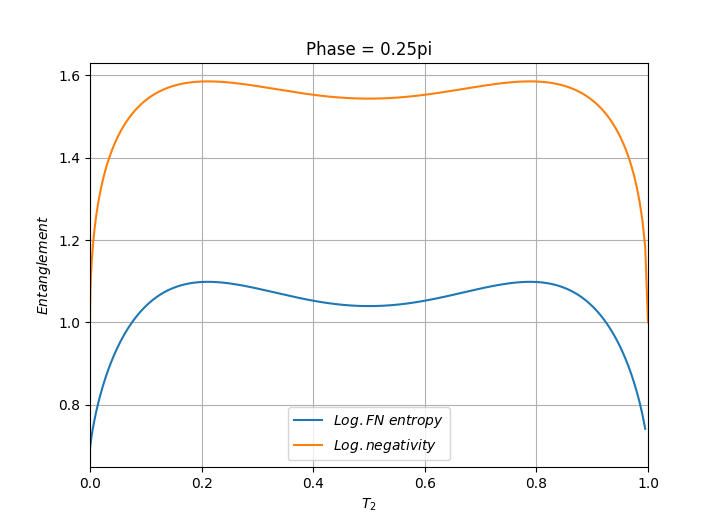 Phase = 0.25pi
1.6
1.4
1.2
1.0
0.8
Entanglement
Log. FN entropy
Log. negativity
0.0 0.2 0.4 0.6 0.8 1.0
T₂